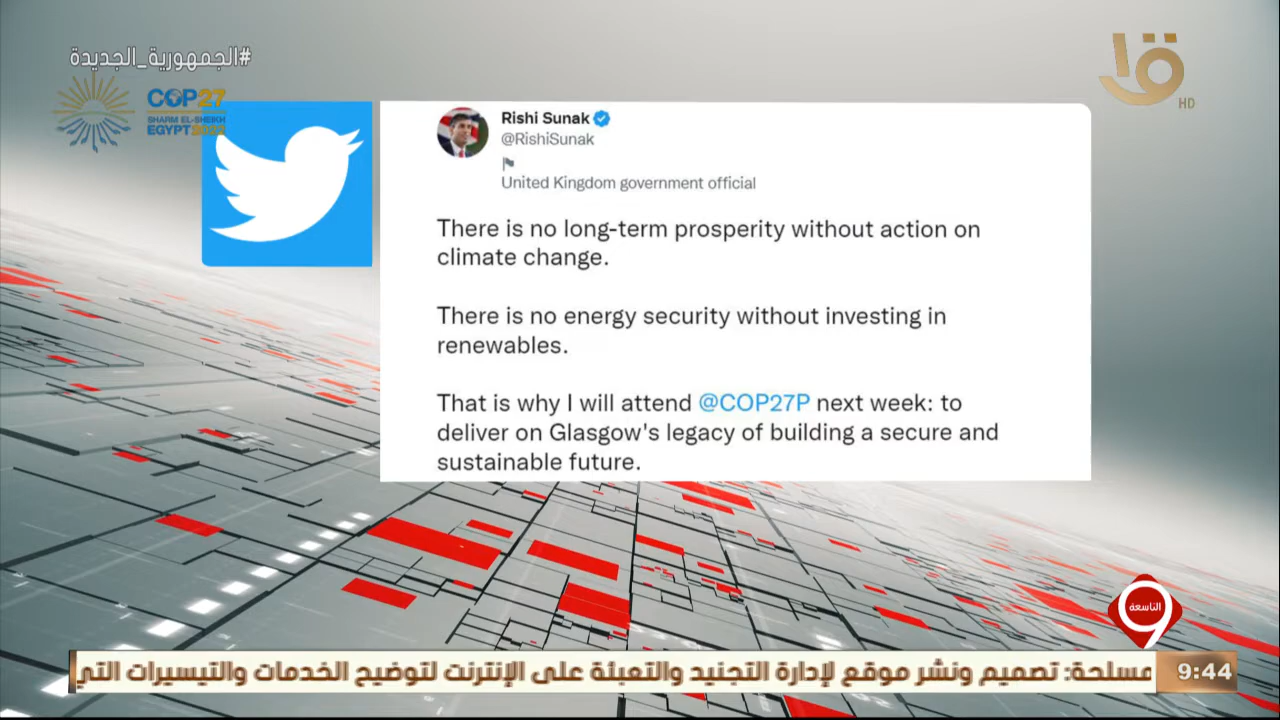 #الجمهورية_الجديدة
COP27
SHARM EL-SHEIKH
EGYPT2022
HD
Rishi Sunak
@RishiSunak
United Kingdom government official
There is no long-term prosperity without action on
climate change.
There is no energy security without investing in
renewables.
That is why I will attend @COP27P next week: to
deliver on Glasgow's legacy of building a secure and
sustainable future.
التاسعة
9
مسلحة: تصميم ونشر موقع لإدارة التجنيد والتعبئة على الإنترنت لتوضيح الخدمات والتيسيرات التي
9:44